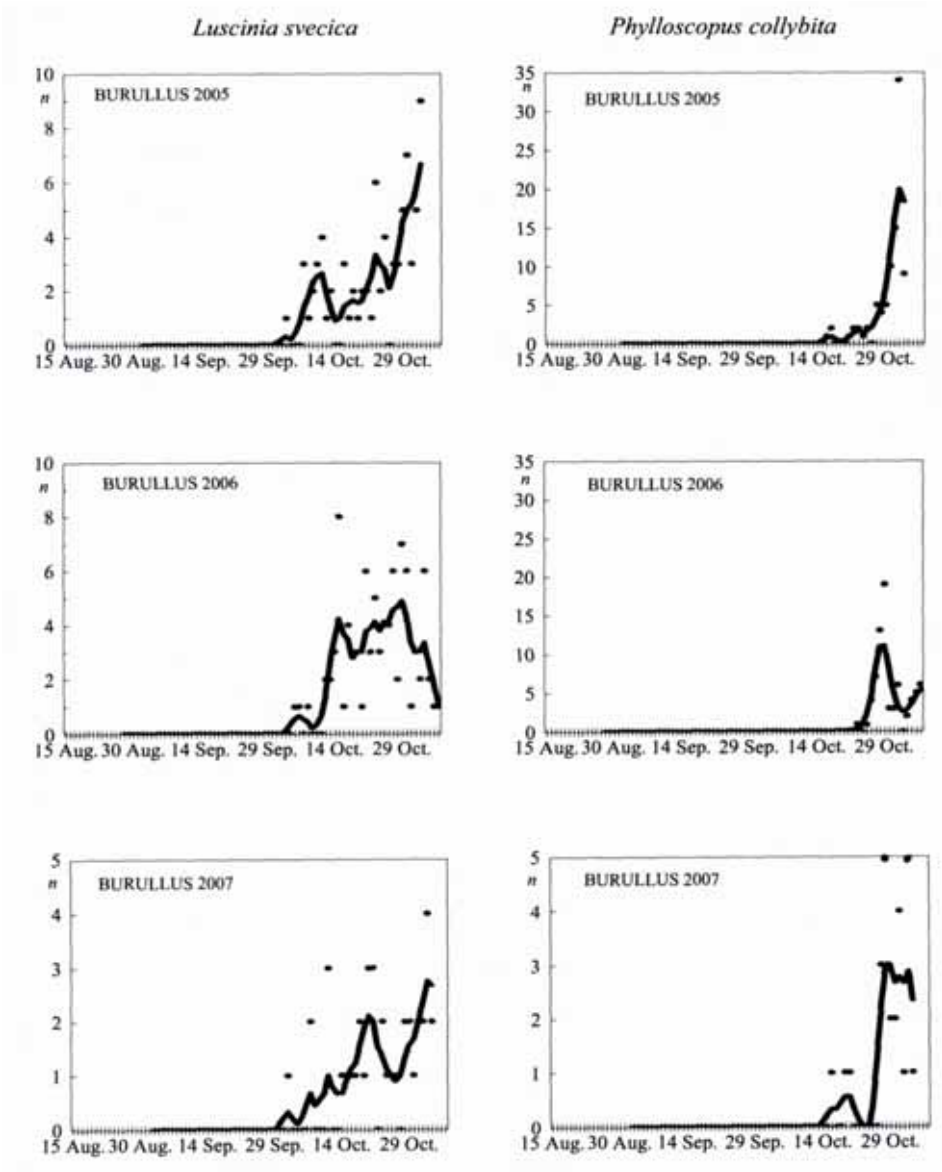 Luscinia svecica
Phylloscopus collybita
10
n
BURULLUS 2005
8
6
4
2
0
15 Aug. 30 Aug. 14 Sep. 29 Sep. 14 Oct. 29 Oct.
35
n
BURULLUS 2005
30
25
20
15
10
5
0
15 Aug. 30 Aug. 14 Sep. 29 Sep. 14 Oct. 29 Oct.
10
n
BURULLUS 2006
8
6
4
2
0
15 Aug. 30 Aug. 14 Sep. 29 Sep. 14 Oct. 29 Oct.
35
n
BURULLUS 2006
30
25
20
15
10
5
0
15 Aug. 30 Aug. 14 Sep. 29 Sep. 14 Oct. 29 Oct.
5
n
BURULLUS 2007
4
3
2
1
0
15 Aug. 30 Aug. 14 Sep. 29 Sep. 14 Oct. 29 Oct.
5
n
BURULLUS 2007
4
3
2
1
0
15 Aug. 30 Aug. 14 Sep. 29 Sep. 14 Oct. 29 Oct.